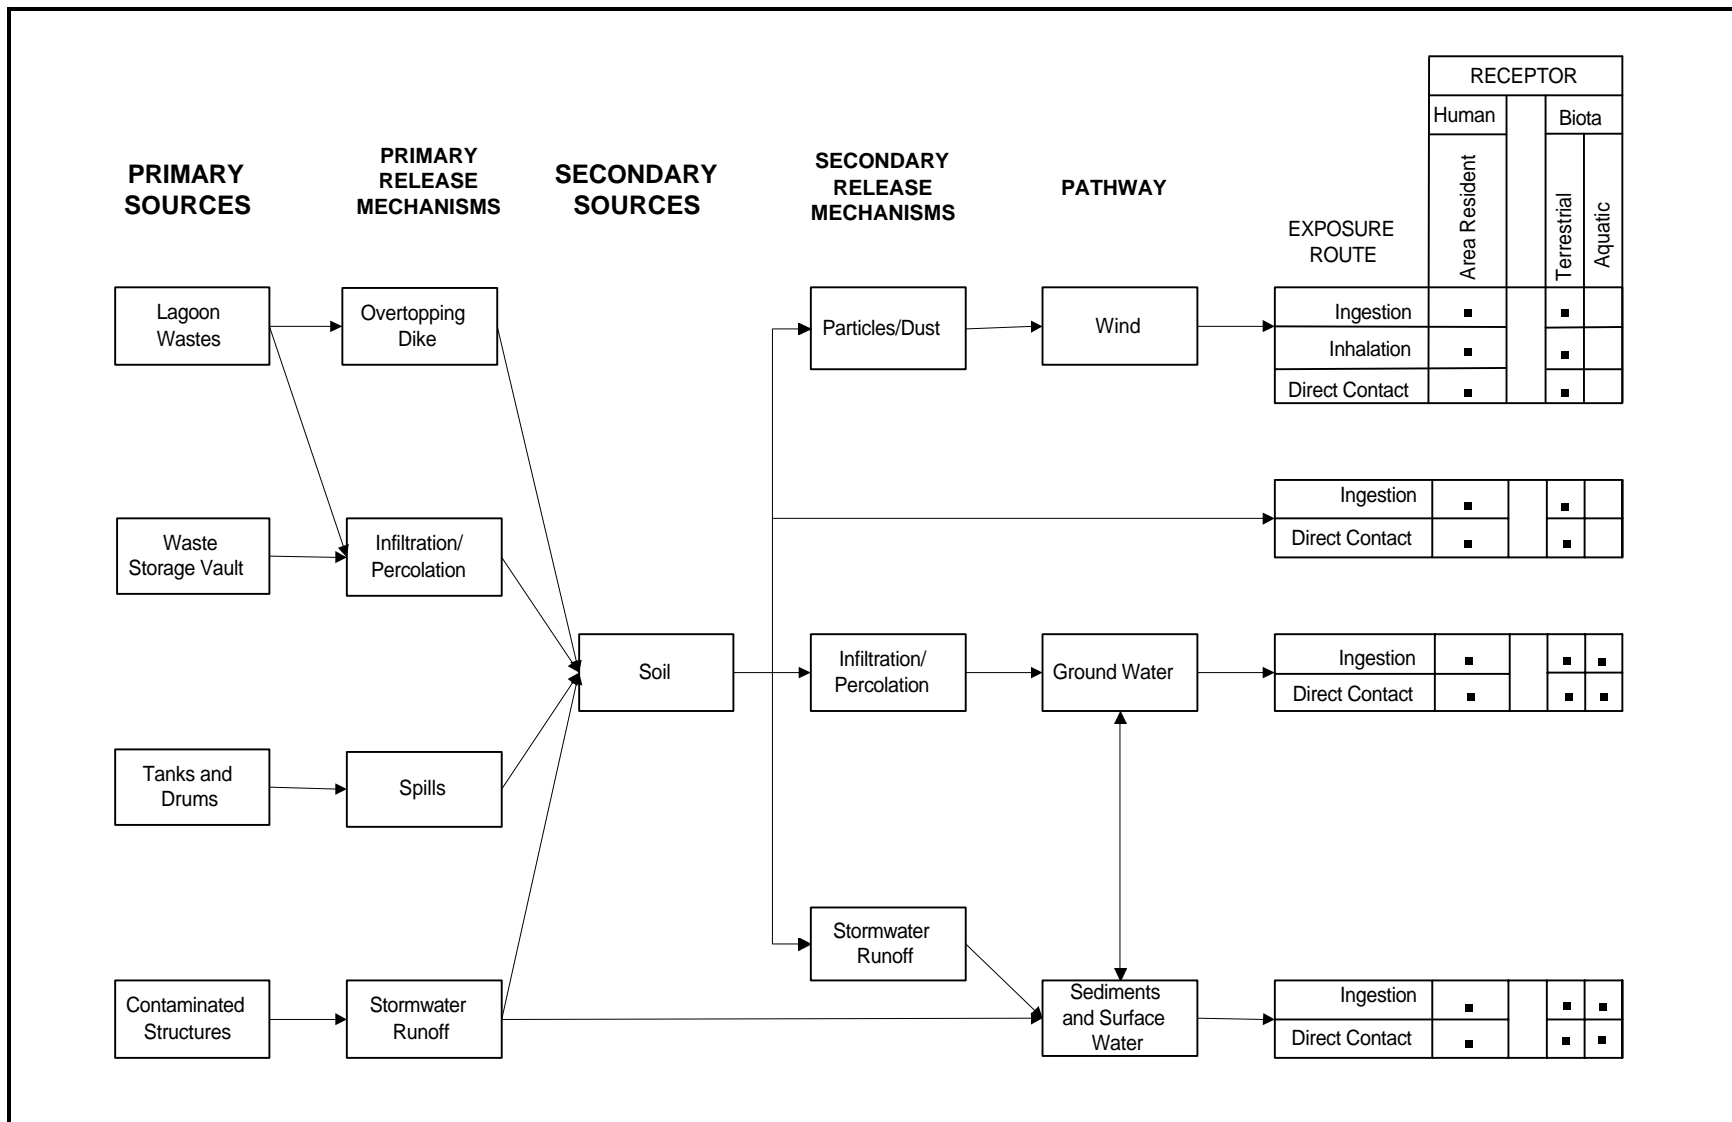 RECEPTOR
Human
Biota
PRIMARY
SOURCES
PRIMARY
RELEASE
MECHANISMS
SECONDARY
SOURCES
SECONDARY
RELEASE
MECHANISMS
PATHWAY
EXPOSURE
ROUTE
Area Resident
Terrestrial
Aquatic
Lagoon
Wastes
Overtopping
Dike
Particles/Dust
Wind
Ingestion
Inhalation
Direct Contact
Waste
Storage Vault
Infiltration/
Percolation
Ingestion
Direct Contact
Soil
Infiltration/
Percolation
Ground Water
Ingestion
Direct Contact
Tanks and
Drums
Spills
Stormwater
Runoff
Contaminated
Structures
Stormwater
Runoff
Sediments
and Surface
Water
Ingestion
Direct Contact